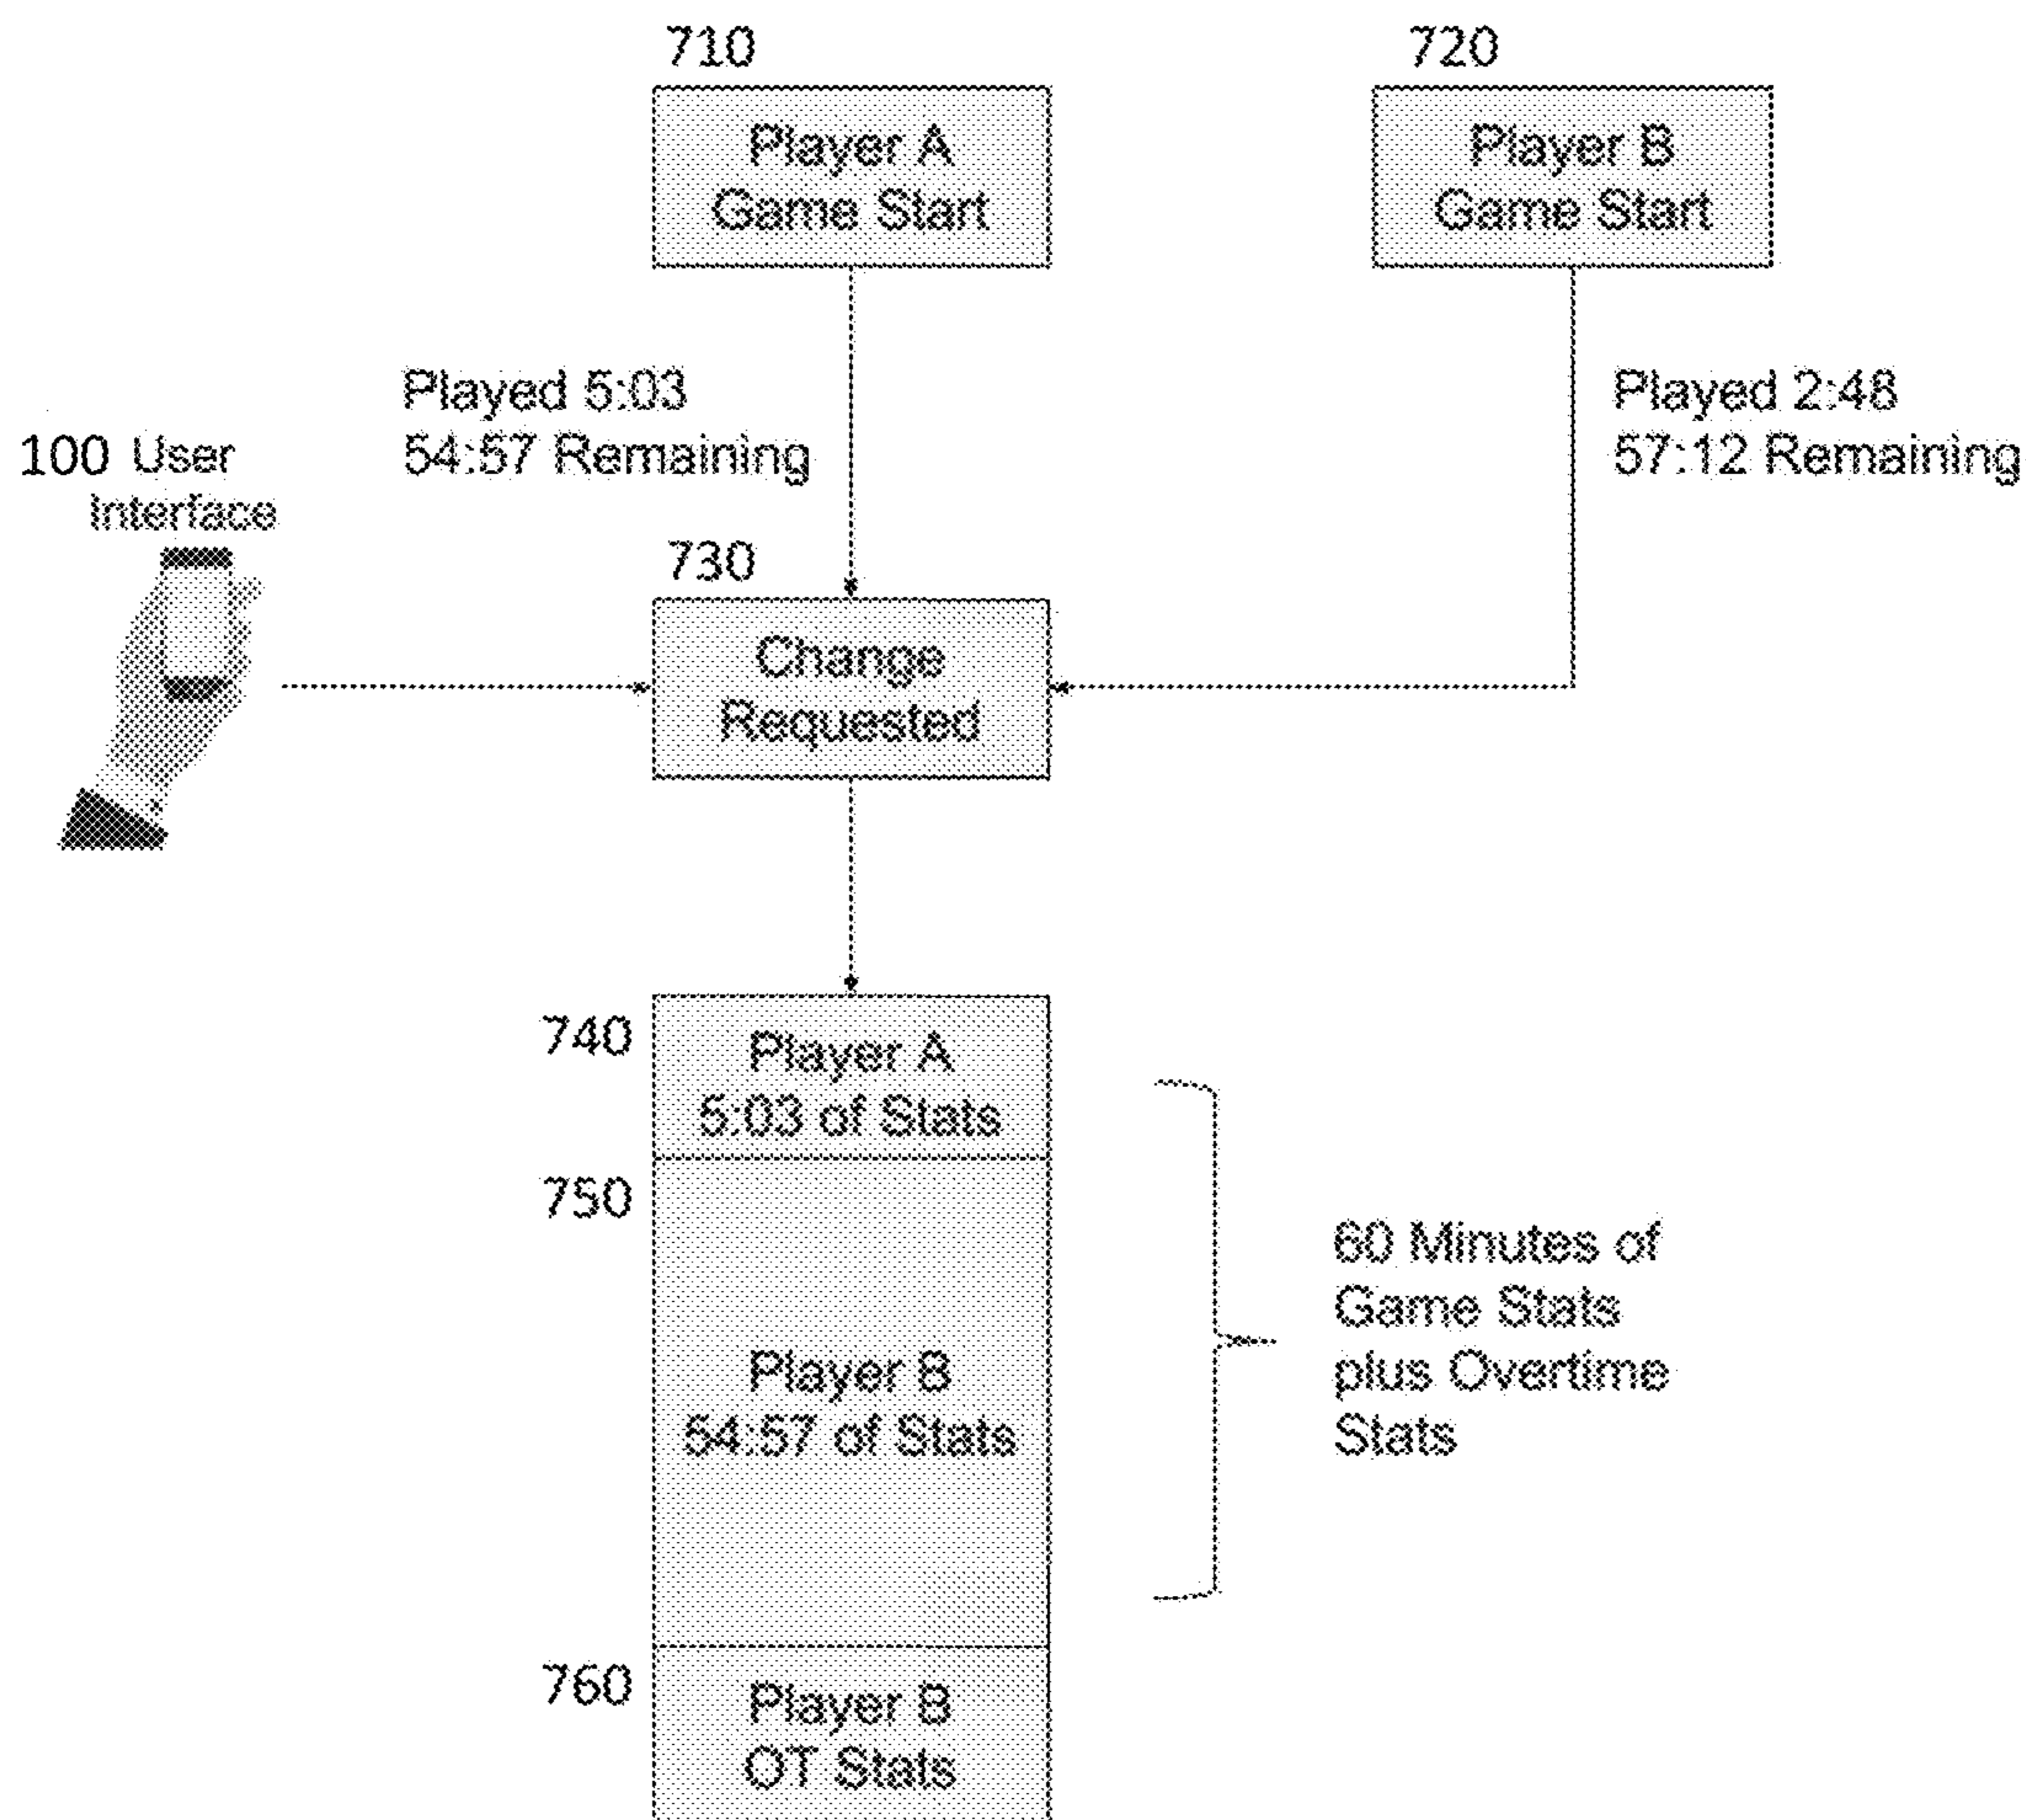 710
Player A
Game Start
720
Player B
Game Start
Played 5:03
54:57 Remaining
Played 2:48
57:12 Remaining
100 User
Interface
730
Change
Requested
740
Player A
5:03 of Stats
750
Player B
54:57 of Stats
60 Minutes of
Game Stats
plus Overtime
Stats
760
Player B
OT Stats